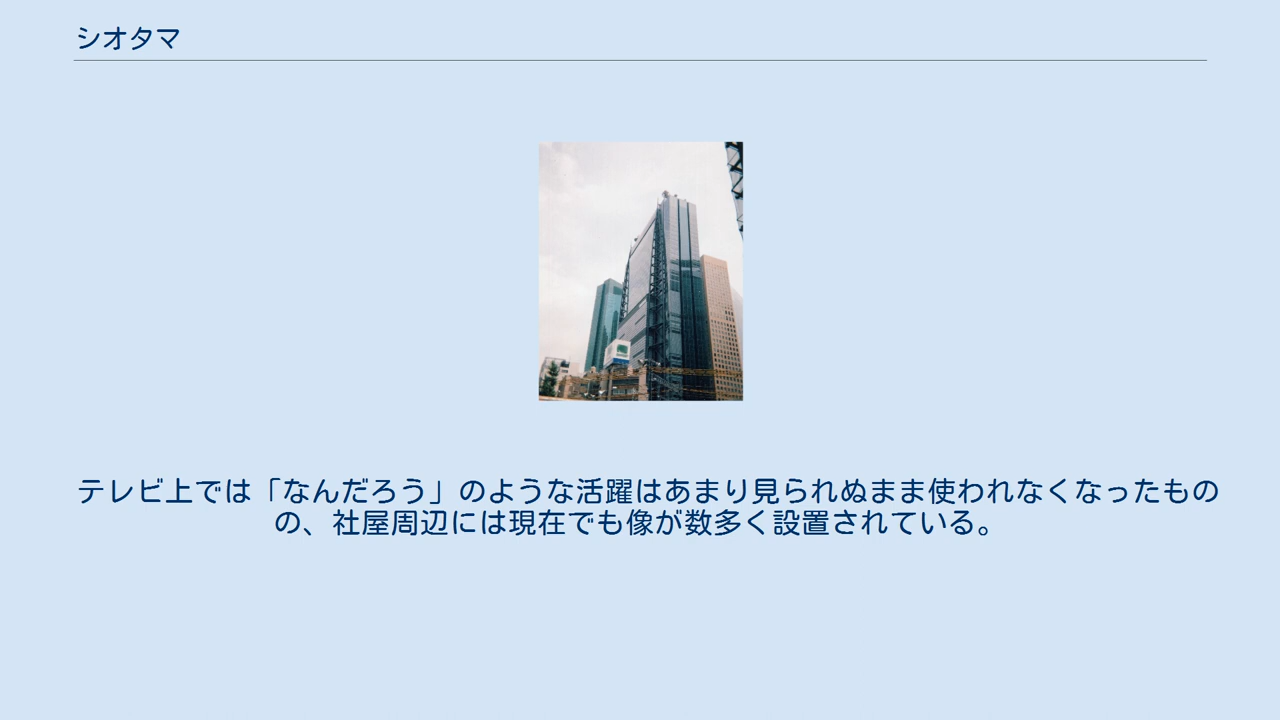 シオタマ
テレビ上では「なんだろう」のような活躍はあまり見られぬまま使われなくなったもの
の、社屋周辺には現在でも像が数多く設置されている。